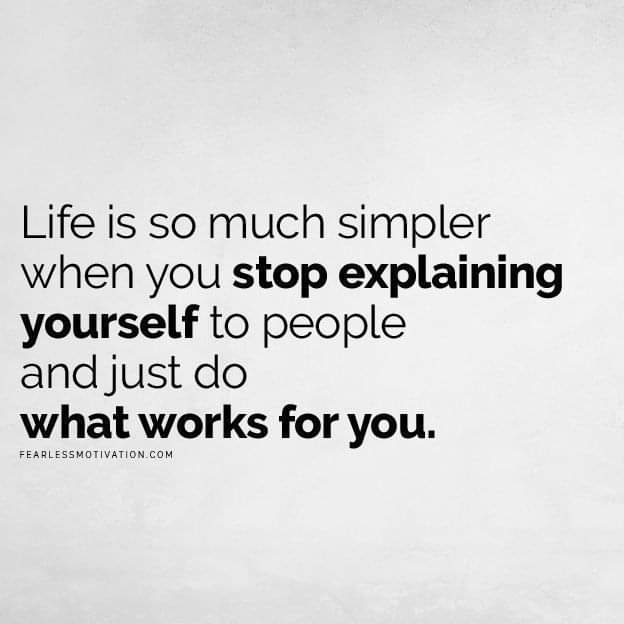 Life is so much simpler
when you stop explaining
yourself to people
and just do
what works for you.
FEARLESSMOTIVATION.COM